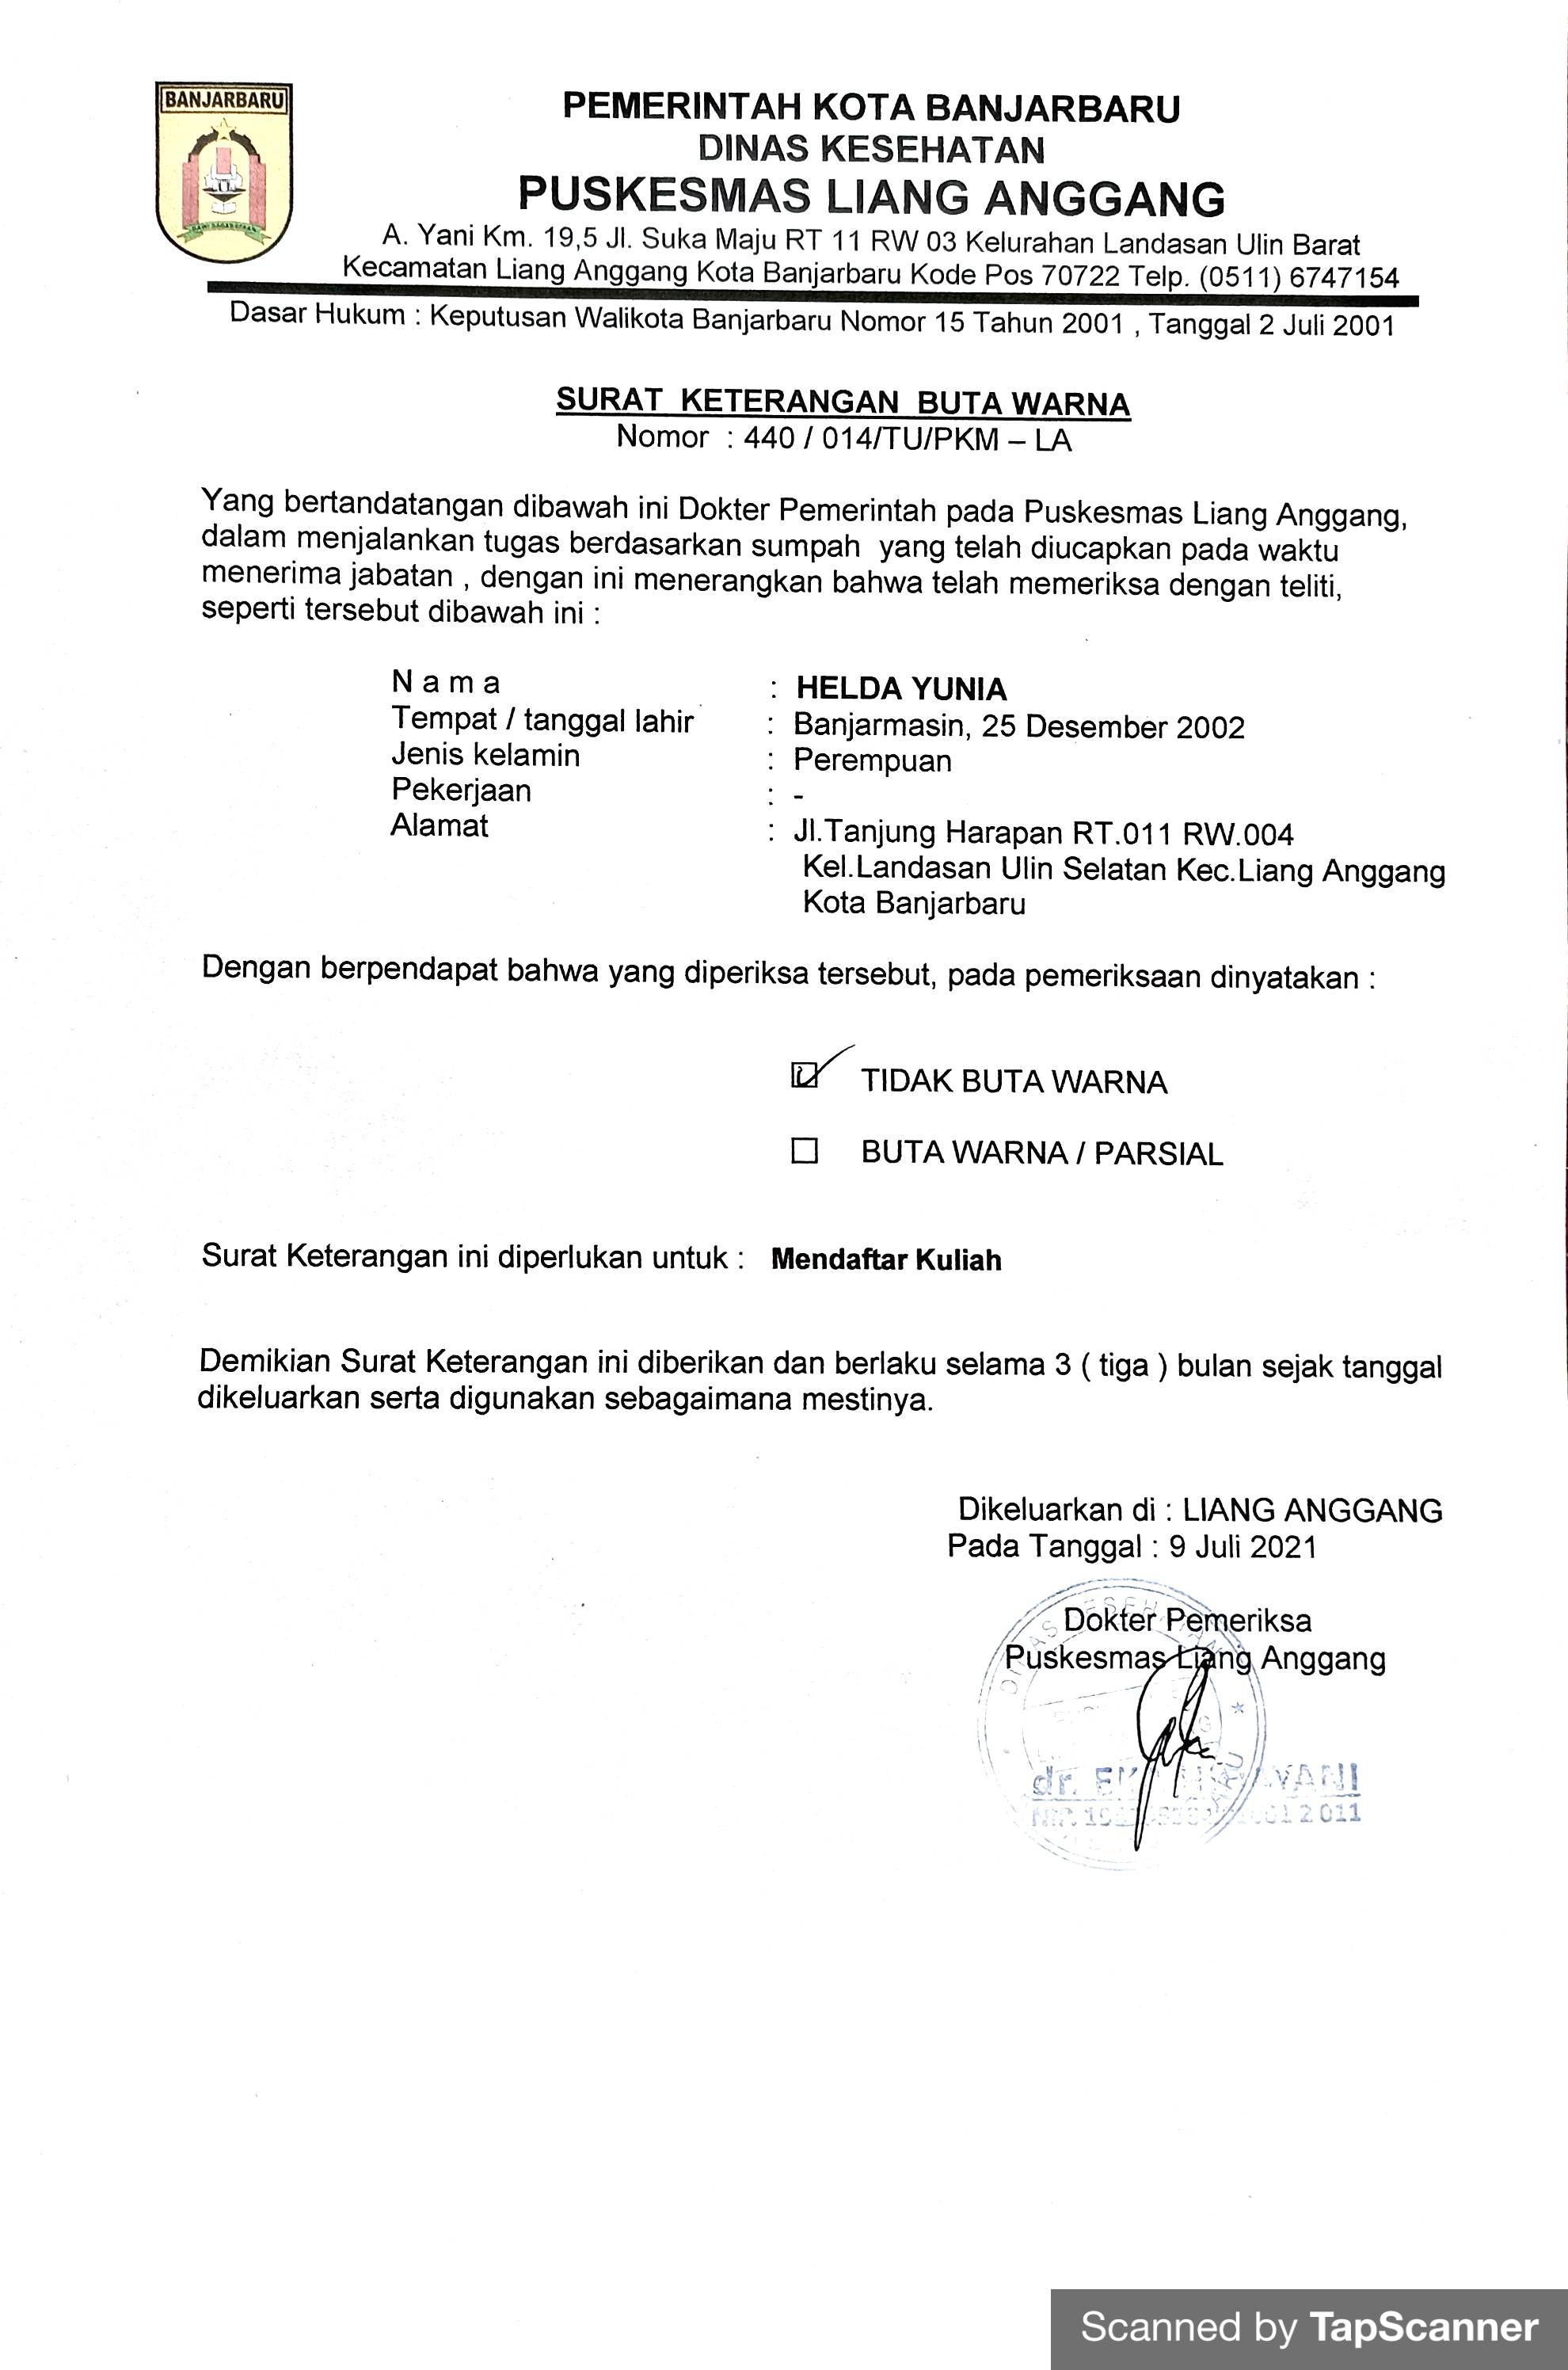 BANJARBARU
PEMERINTAH KOTA BANJARBARU
DINAS KESEHATAN
PUSKESMAS LIANG ANGGANG
A. Yani Km. 19,5 Jl. Suka Maju RT 11 RW 03 Kelurahan Landasan Ulin Barat
Kecamatan Liang Anggang Kota Banjarbaru Kode Pos 70722 Telp. (0511) 6747154
Dasar Hukum : Keputusan Walikota Banjarbaru Nomor 15 Tahun 2001 , Tanggal 2 Juli 2001
SURAT KETERANGAN BUTA WARNA
Nomor : 440 / 014/TU/PKM – LA
Yang bertandatangan dibawah ini Dokter Pemerintah pada Puskesmas Liang Anggang,
dalam menjalankan tugas berdasarkan sumpah yang telah diucapkan pada waktu
menerima jabatan , dengan ini menerangkan bahwa telah memeriksa dengan teliti,
seperti tersebut dibawah ini :
N a m a : HELDA YUNIA
Tempat / tanggal lahir : Banjarmasin, 25 Desember 2002
Jenis kelamin : Perempuan
Pekerjaan : -
Alamat : Jl.Tanjung Harapan RT.011 RW.004
Kel.Landasan Ulin Selatan Kec.Liang Anggang
Kota Banjarbaru
Dengan berpendapat bahwa yang diperiksa tersebut, pada pemeriksaan dinyatakan :
TIDAK BUTA WARNA
BUTA WARNA / PARSIAL
Surat Keterangan ini diperlukan untuk : Mendaftar Kuliah
Demikian Surat Keterangan ini diberikan dan berlaku selama 3 ( tiga ) bulan sejak tanggal
dikeluarkan serta digunakan sebagaimana mestinya.
Dikeluarkan di : LIANG ANGGANG
Pada Tanggal : 9 Juli 2021
Dokter Pemeriksa
Puskesmas Liang Anggang
DINAS KESEHATAN
dr.
Scanned by TapScanner